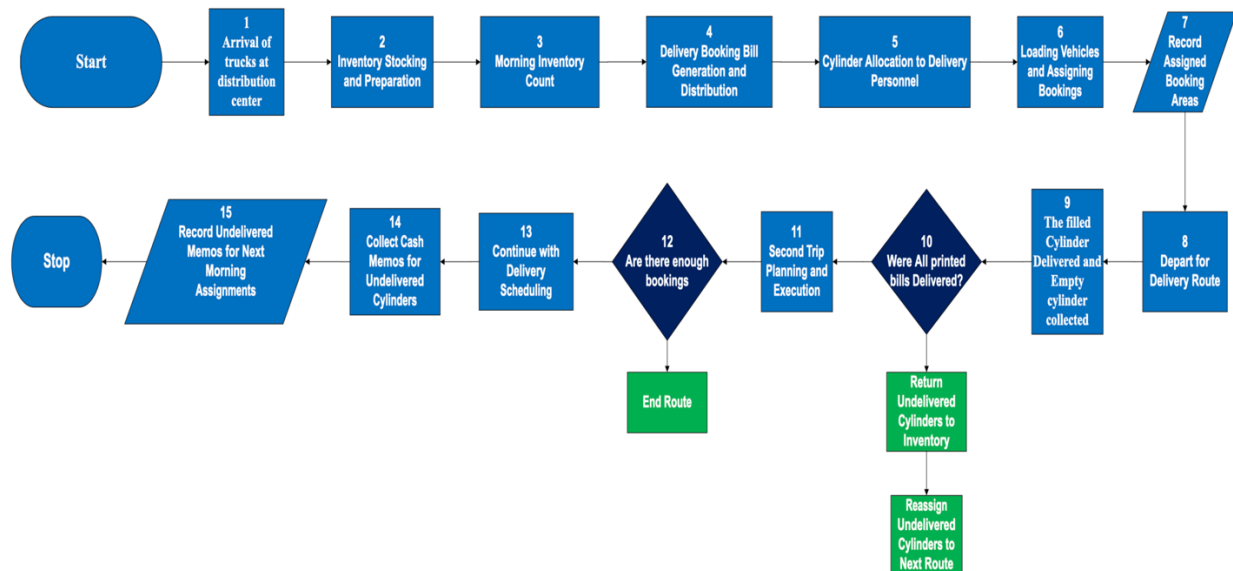 Start
1
Arrival of
trucks at
distribution
center
2
Inventory Stocking
and Preparation
3
Morning Inventory
Count
4
Delivery Booking Bill
Generation and
Distribution
5
Cylinder Allocation to Delivery
Personnel
6
Loading Vehicles
and Assigning
Bookings
7
Record
Assigned
Booking
Areas
8
Depart for
Delivery Route
9
The filled
Cylinder
Delivered and
Empty
cylinder
collected
10
Were All printed
bills Delivered?
11
Second Trip
Planning and
Execution
12
Are there enough
bookings
13
Continue with
Delivery
Scheduling
14
Collect Cash
Memos for
Undelivered
Cylinders
15
Record Undelivered
Memos for Next
Morning
Assignments
Stop
End Route
Return
Undelivered
Cylinders to
Inventory
Reassign
Undelivered
Cylinders to
Next Route